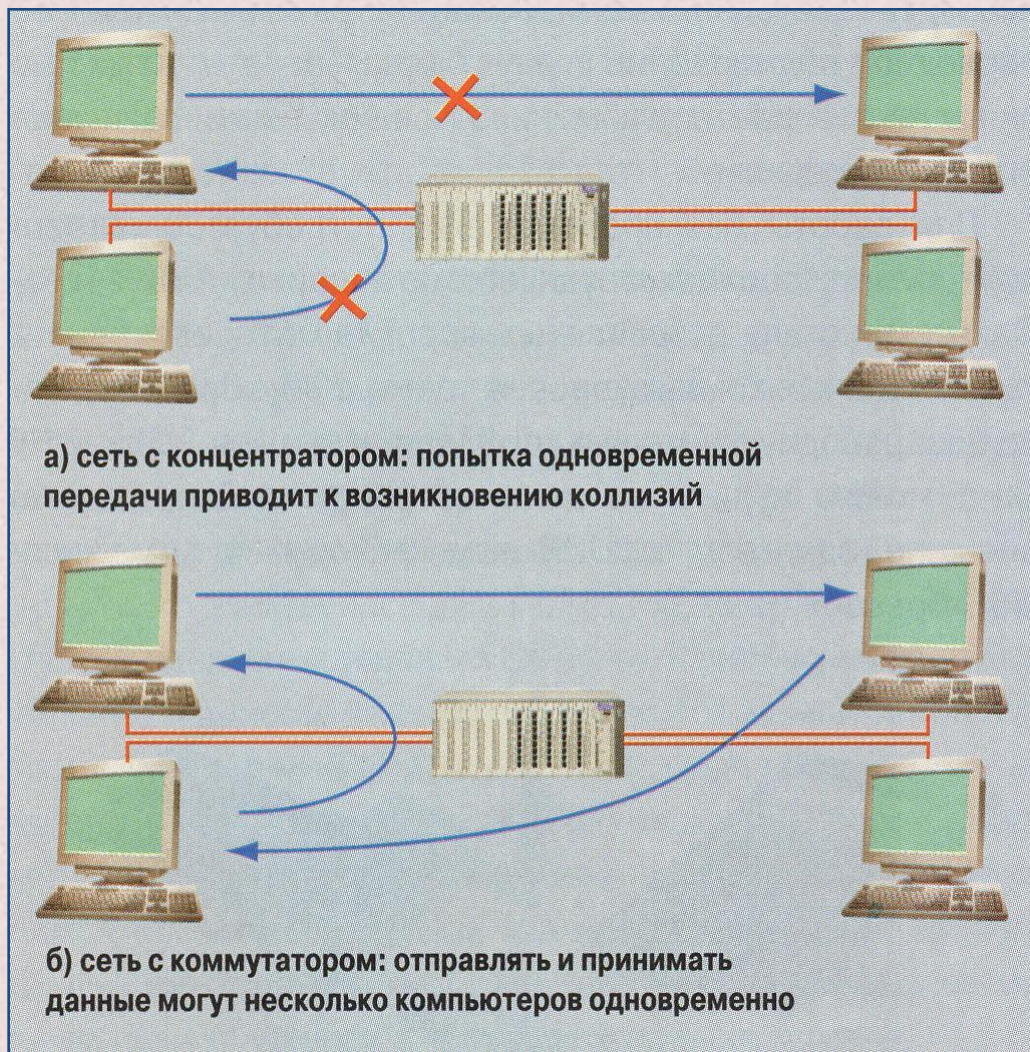 а) сеть с концентратором: попытка одновременной
передачи приводит к возникновению коллизий
б) сеть с коммутатором: отправлять и принимать
данные могут несколько компьютеров одновременно